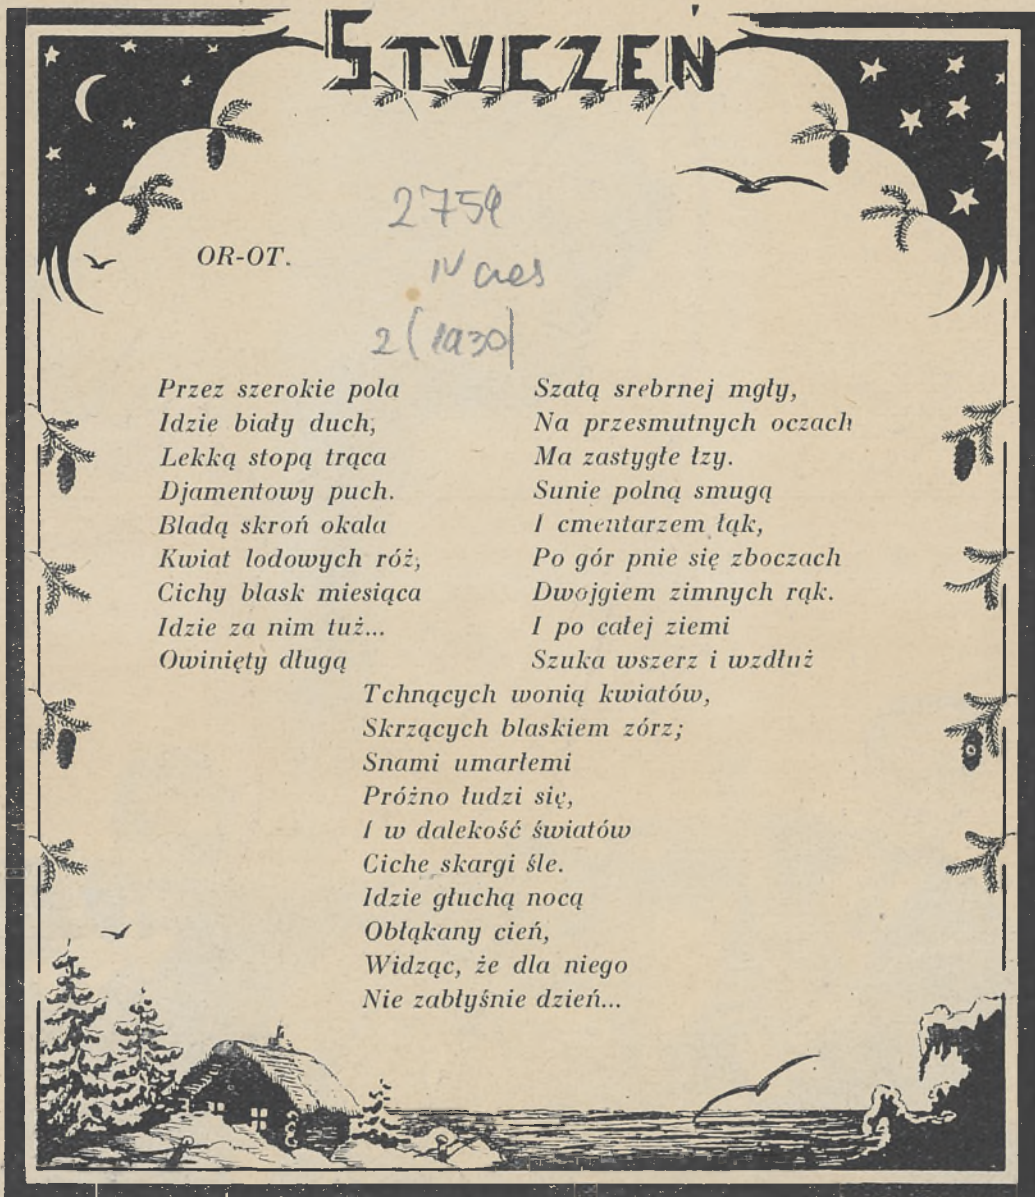 STYCZEŃ
2759
IV cres
2(1930)
OR-OT.
Przez szerokie pola
Idzie biały duch,
Lekką stopą trąca
Djamentowy puch.
Bladą skroń okala
Kwiat lodowych róż,
Cichy blask miesiąca
Idzie za nim tuż...
Owinięty długą
Szatą srebrnej mgły,
Na przesmutnych oczach
Ma zastygłe łzy.
Sunie polną smugą
I cmentarzem łąk,
Po gór pnie się zboczach
Dwojgiem zimnych rąk.
I po całej ziemi
Szuka wszerz i wzdłuż
Tchnących wonią kwiatów,
Skrzących blaskiem zórz;
Snami umarłemi
Próżno łudzi się,
I w dalekość światów
Ciche skargi śle.
Idzie głuchą nocą
Obłąkany cień,
Widząc, że dla niego
Nie zabłyśnie dzień...